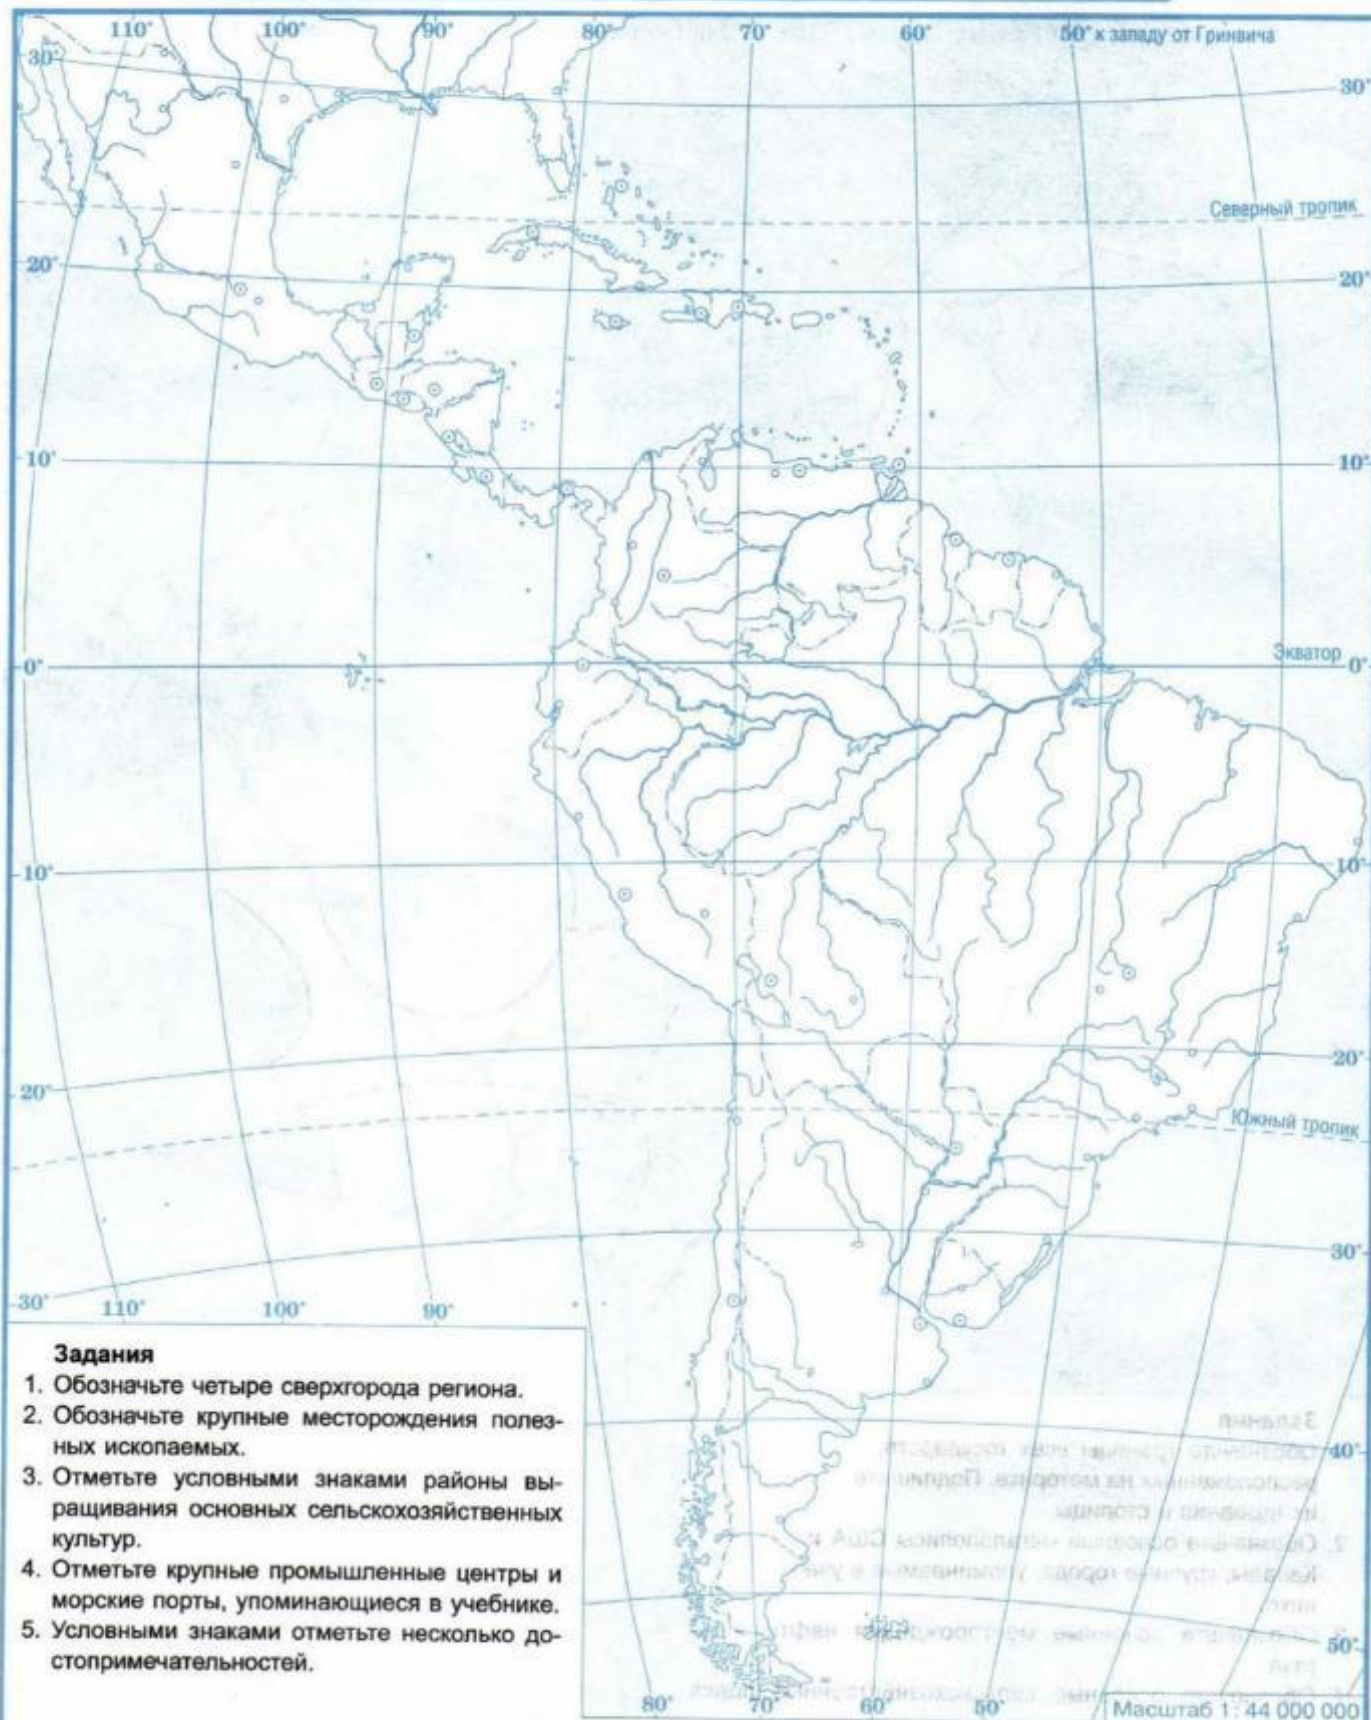 110° 100° 90° 80° 70° 50° к западу от Гринвича
30° 30°
Северный тропик
20° 20°
10° 10°
Экватор
0° 0°
10° 10°
20° 20°
Южный тропик
30° 30°
110° 100° 90°
Задания
1. Обозначьте четыре сверхгорода региона.
2. Обозначьте крупные месторождения полез-
ных ископаемых.
3. Отметьте условными знаками районы вы-
ращивания основных сельскохозяйственных
культур.
4. Отметьте крупные промышленные центры и
морские порты, упоминающиеся в учебнике.
5. Условными знаками отметьте несколько до-
стопримечательностей.
40°
50°
80° 70° 60° 50°
Масштаб 1: 44 000 000